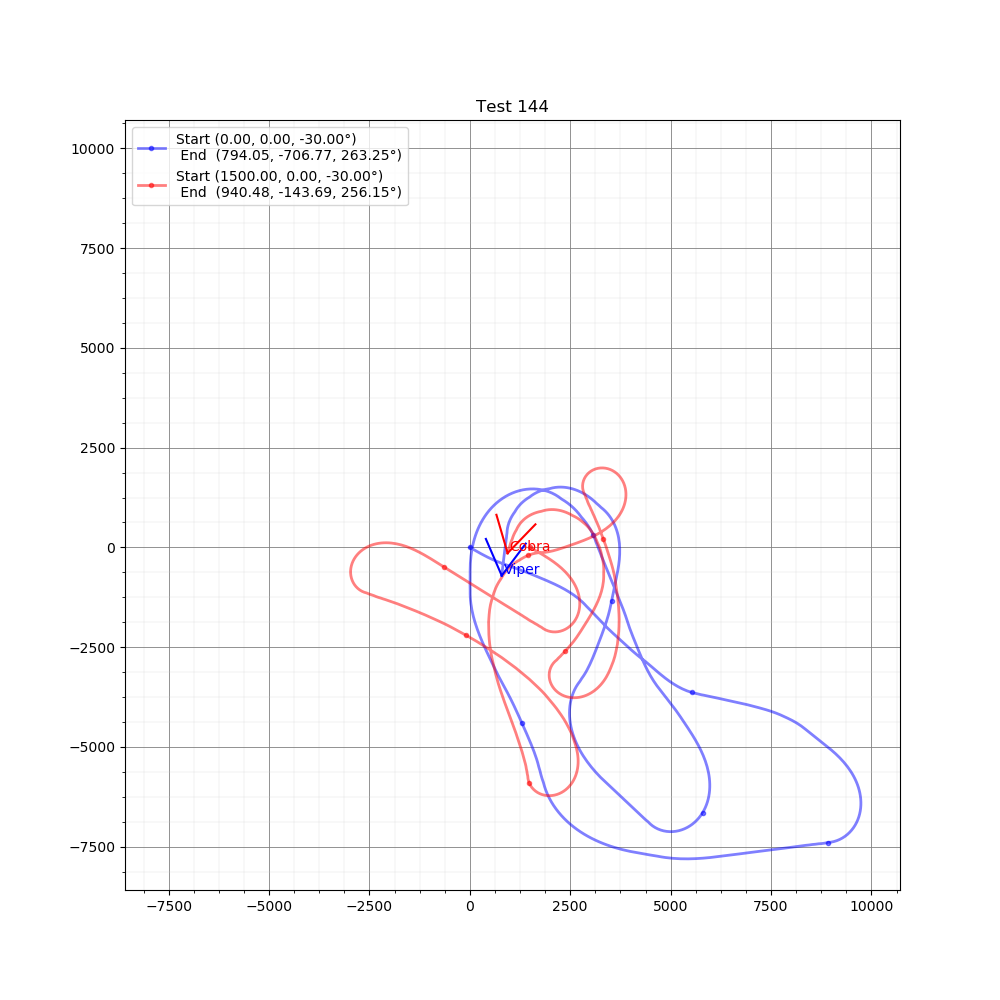 Test 144
Start (0.00, 0.00, -30.00°)
End  (794.05, -706.77, 263.25°)
Start (1500.00, 0.00, -30.00°)
End  (940.48, -143.69, 256.15°)
10000
7500
5000
2500
0
−2500
−5000
−7500
Cobra
Viper
−7500 −5000 −2500 0 2500 5000 7500 10000